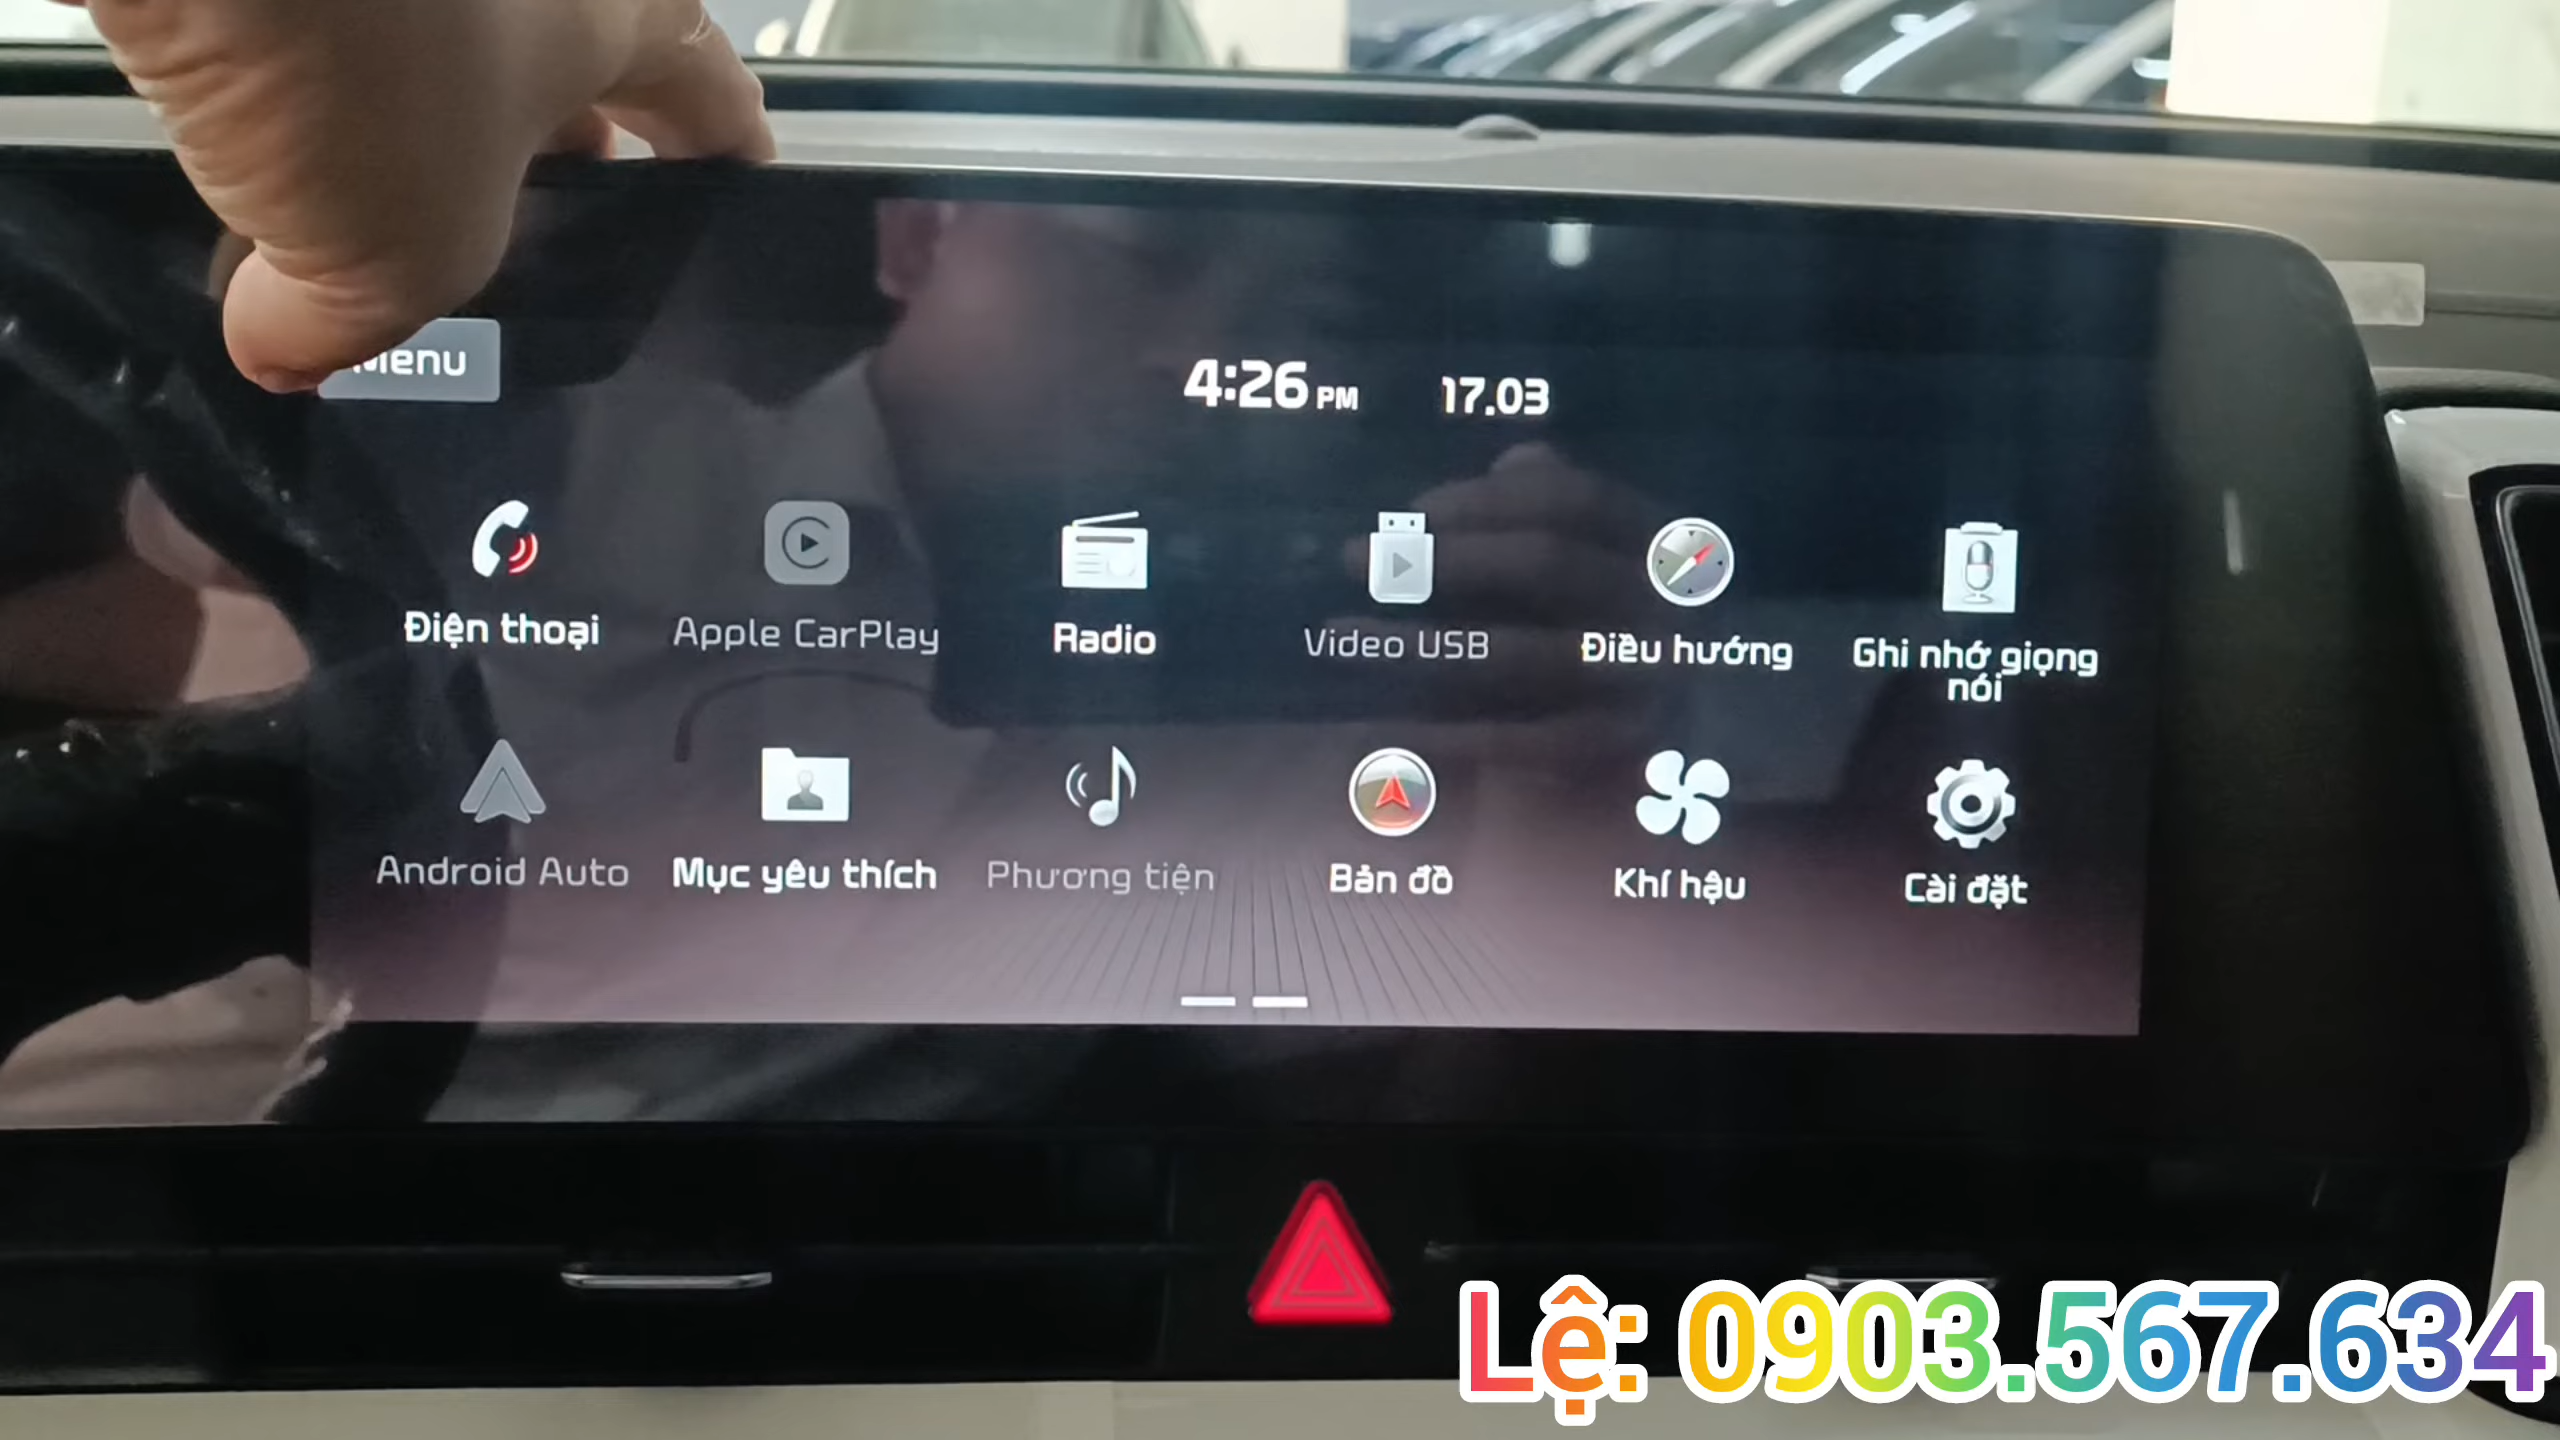 Menu
4:26 PM 17.03
Điện thoại Apple CarPlay Radio Video USB Điều hướng Ghi nhớ giọng nói
Android Auto Mục yêu thích Phương tiện Bản đồ Khí hậu Cài đặt
Lệ: 0903.567.634